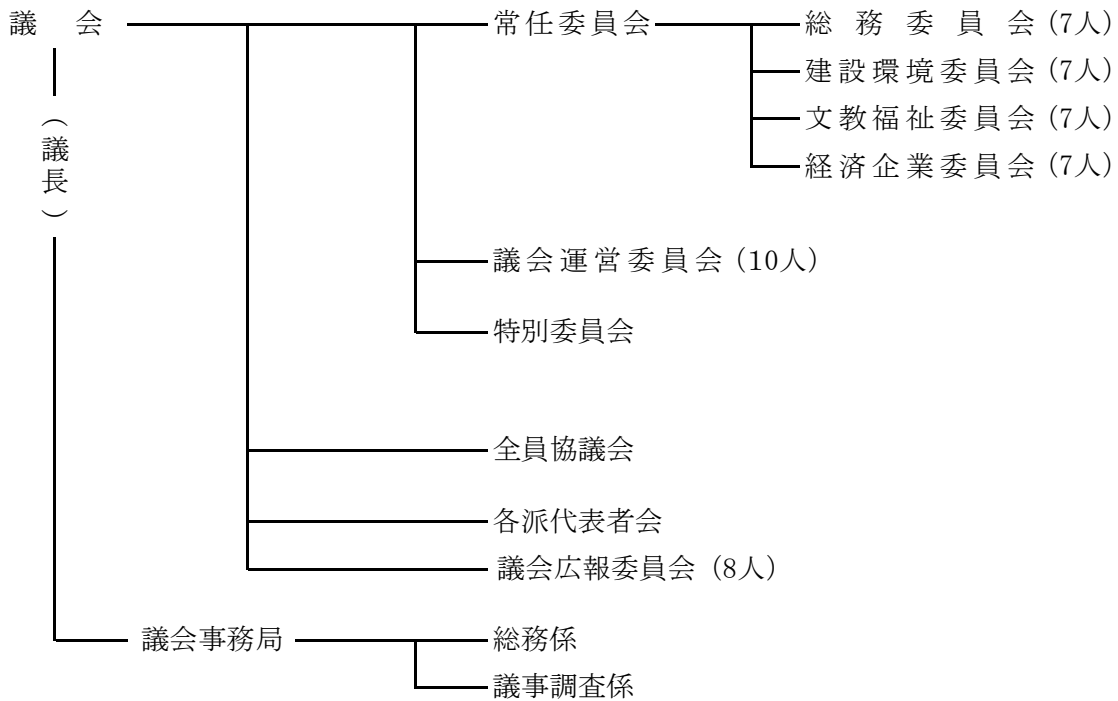 議会
常任委員会
総務委員会（7人）
建設環境委員会（7人）
文教福祉委員会（7人）
経済企業委員会（7人）
（議長）
議会運営委員会（10人）
特別委員会
全員協議会
各派代表者会
議会広報委員会（8人）
議会事務局
総務係
議事調査係